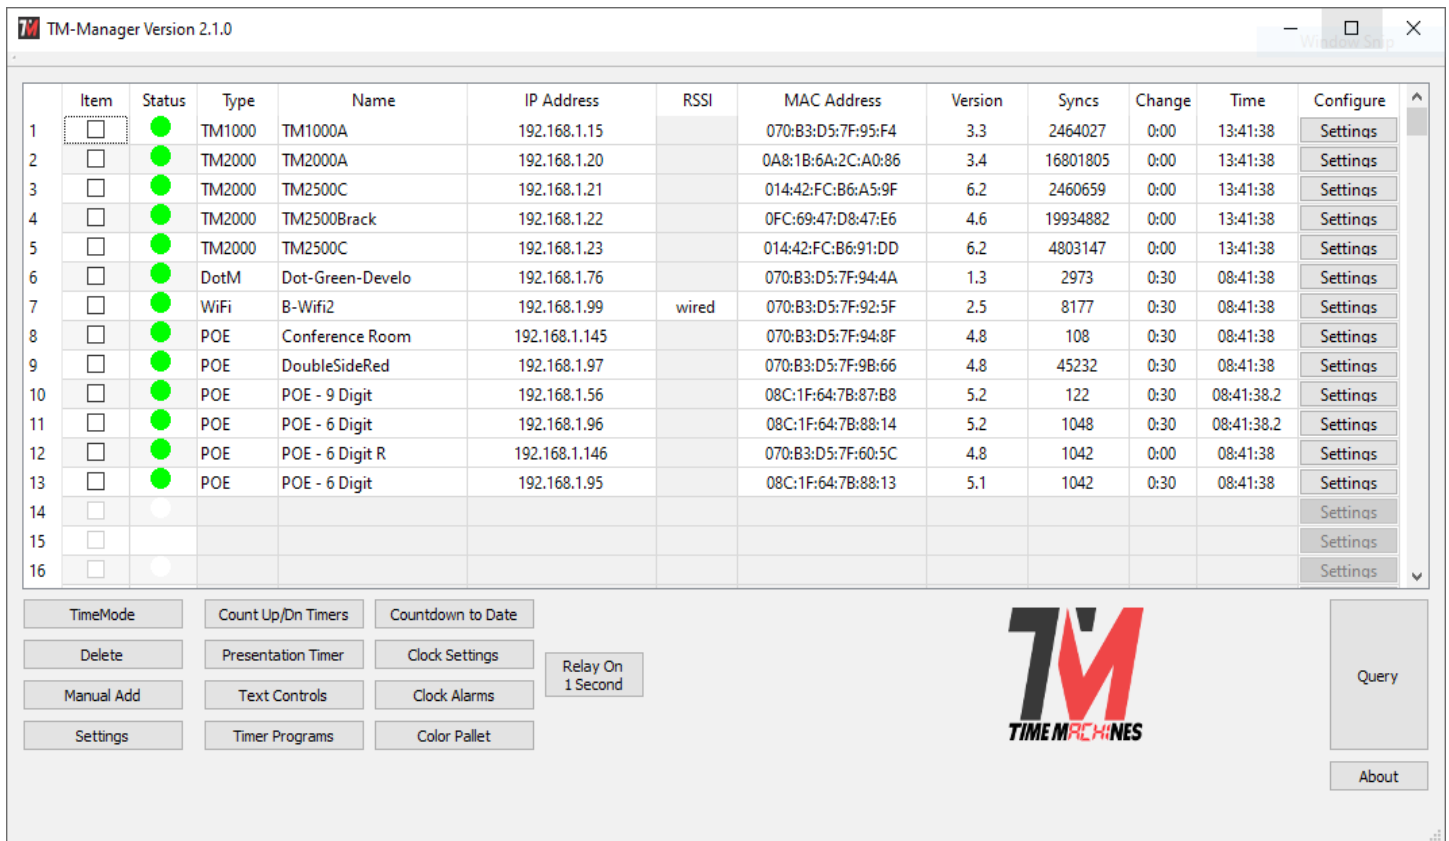 TM-Manager Version 2.1.0
Window Snip
Item Status Type Name IP Address RSSI MAC Address Version Syncs Change Time Configure
1 TM1000 TM1000A 192.168.1.15 070:B3:D5:7F:95:F4 3.3 2464027 0:00 13:41:38 Settings
2 TM2000 TM2000A 192.168.1.20 0A8:1B:6A:2C:A0:86 3.4 16801805 0:00 13:41:38 Settings
3 TM2000 TM2500C 192.168.1.21 014:42:FC:B6:A5:9F 6.2 2460659 0:00 13:41:38 Settings
4 TM2000 TM2500Brack 192.168.1.22 0FC:69:47:D8:47:E6 4.6 19934882 0:00 13:41:38 Settings
5 TM2000 TM2500C 192.168.1.23 014:42:FC:B6:91:DD 6.2 4803147 0:00 13:41:38 Settings
6 DotM Dot-Green-Develo 192.168.1.76 070:B3:D5:7F:94:4A 1.3 2973 0:30 08:41:38 Settings
7 WiFi B-Wifi2 192.168.1.99 wired 070:B3:D5:7F:92:5F 2.5 8177 0:30 08:41:38 Settings
8 POE Conference Room 192.168.1.145 070:B3:D5:7F:94:8F 4.8 108 0:30 08:41:38 Settings
9 POE DoubleSideRed 192.168.1.97 070:B3:D5:7F:9B:66 4.8 45232 0:30 08:41:38 Settings
10 POE POE - 9 Digit 192.168.1.56 08C:1F:64:7B:87:B8 5.2 122 0:30 08:41:38.2 Settings
11 POE POE - 6 Digit 192.168.1.96 08C:1F:64:7B:88:14 5.2 1048 0:30 08:41:38.2 Settings
12 POE POE - 6 Digit R 192.168.1.146 070:B3:D5:7F:60:5C 4.8 1042 0:00 08:41:38 Settings
13 POE POE - 6 Digit 192.168.1.95 08C:1F:64:7B:88:13 5.1 1042 0:30 08:41:38 Settings
14 Settings
15 Settings
16 Settings
TimeMode Count Up/Dn Timers Countdown to Date
Delete Presentation Timer Clock Settings
Relay On
1 Second
Manual Add Text Controls Clock Alarms
Settings Timer Programs Color Pallet
TM
TIME MACHINES
Query
About